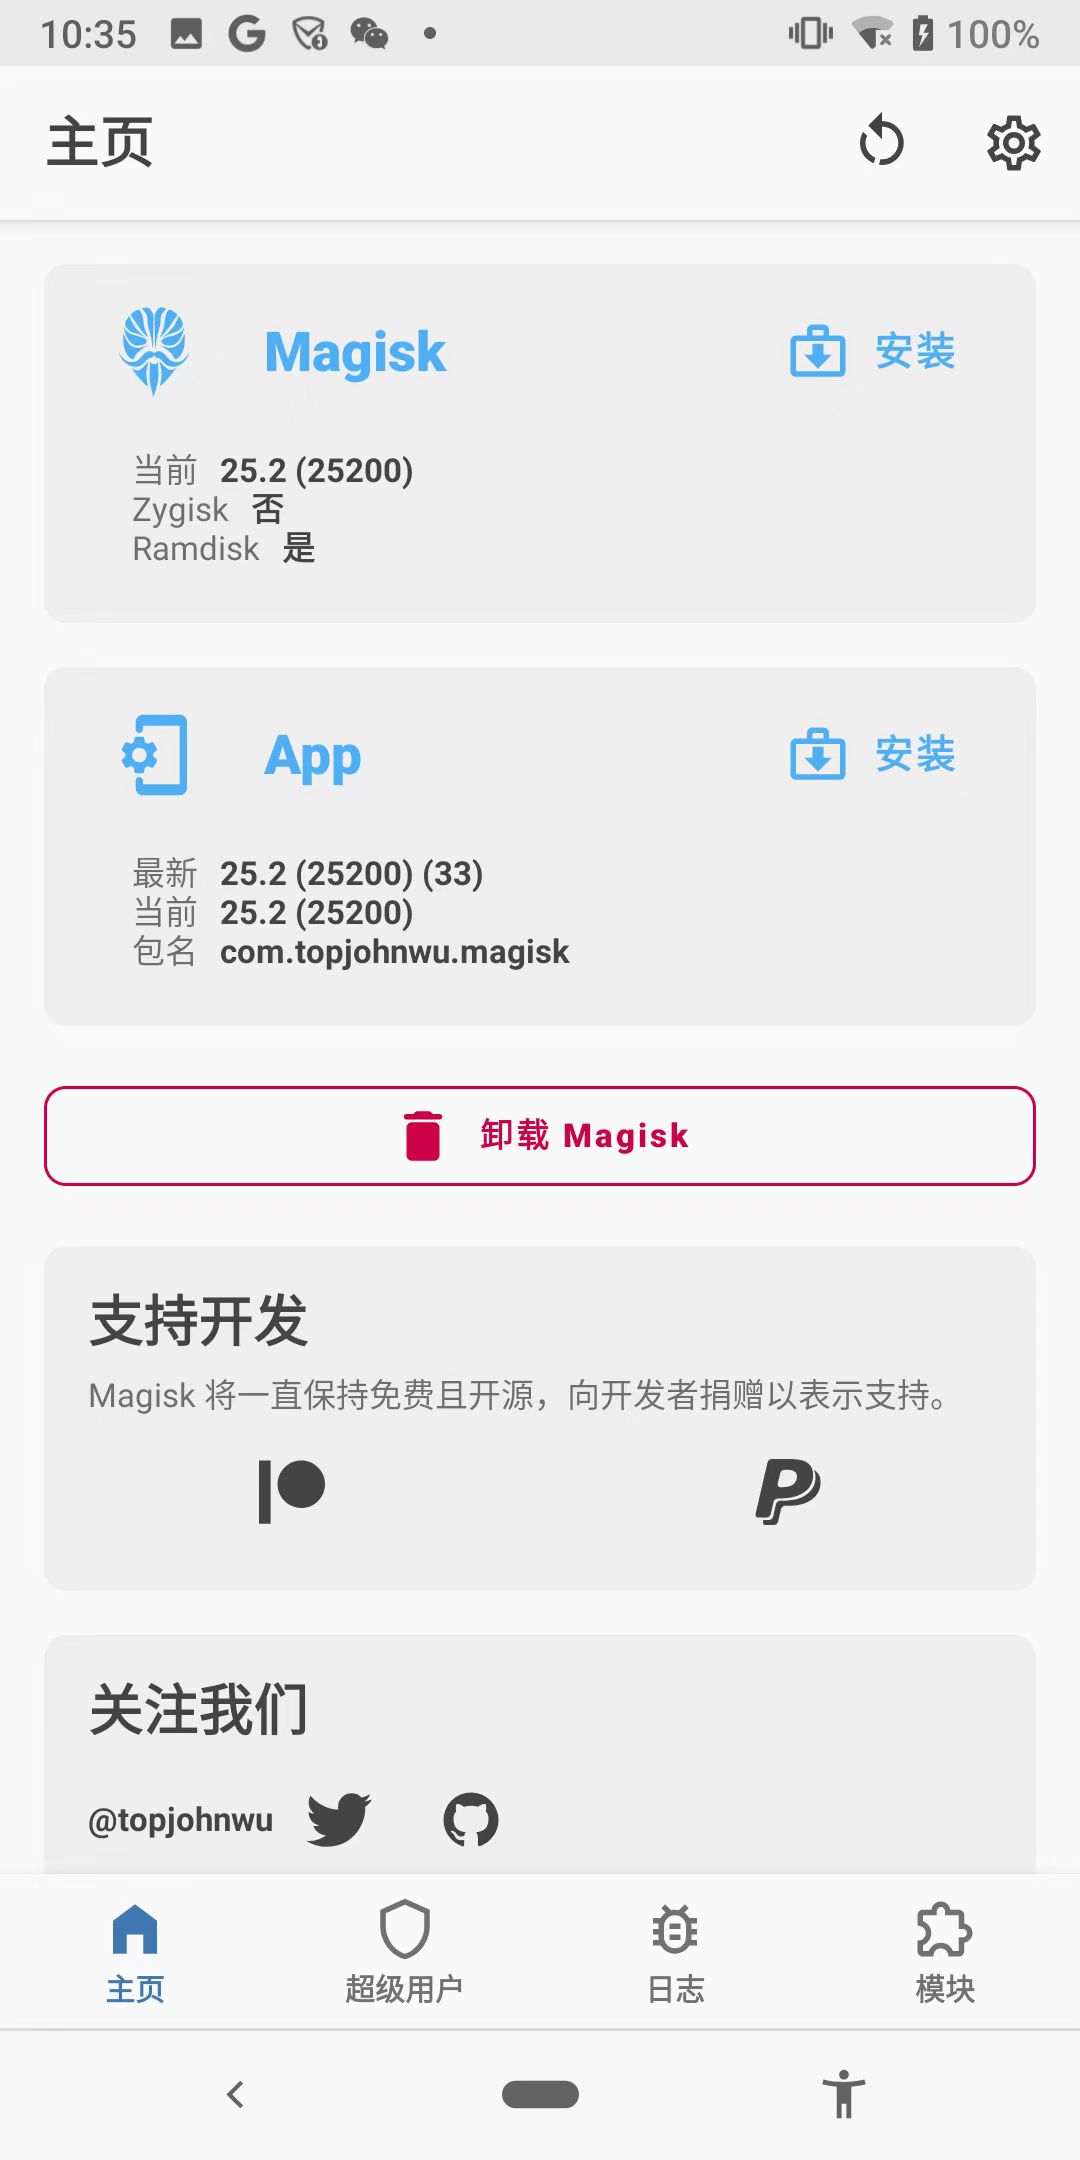 10:35
100%
主页
Magisk
安装
当前 25.2 (25200)
Zygisk 否
Ramdisk 是
App
安装
最新 25.2 (25200) (33)
当前 25.2 (25200)
包名 com.topjohnwu.magisk
卸载 Magisk
支持开发
Magisk 将一直保持免费且开源，向开发者捐赠以表示支持。
关注我们
@topjohnwu
主页
超级用户
日志
模块